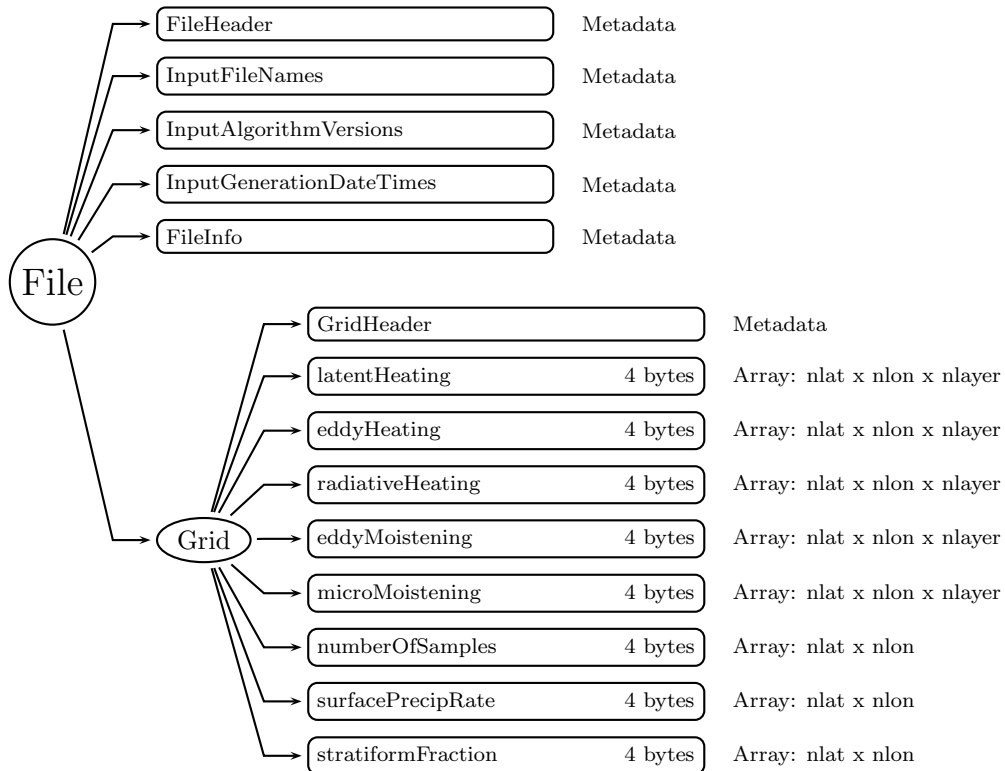 FileHeader Metadata
InputFileNames Metadata
InputAlgorithmVersions Metadata
InputGenerationDateTimes Metadata
FileInfo Metadata
File
GridHeader Metadata
latentHeating 4 bytes Array: nlat x nlon x nlayer
eddyHeating 4 bytes Array: nlat x nlon x nlayer
radiativeHeating 4 bytes Array: nlat x nlon x nlayer
Grid
eddyMoistening 4 bytes Array: nlat x nlon x nlayer
microMoistening 4 bytes Array: nlat x nlon x nlayer
numberOfSamples 4 bytes Array: nlat x nlon
surfacePrecipRate 4 bytes Array: nlat x nlon
stratiformFraction 4 bytes Array: nlat x nlon